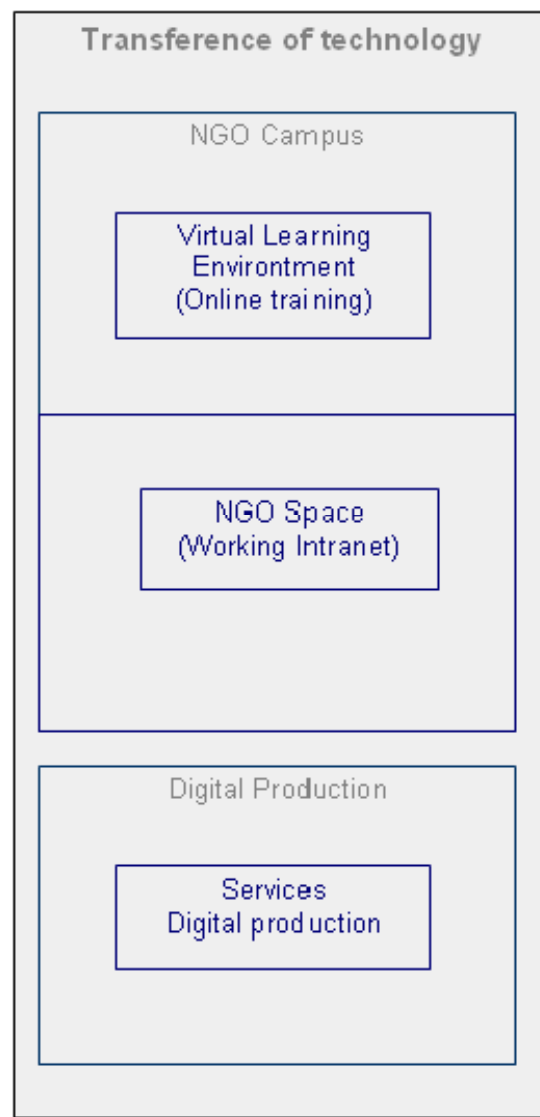 Transference of technology
NGO Campus
Virtual Learning
Environtment
(Online training)
NGO Space
(Working Intranet)
Digital Production
Services
Digital production